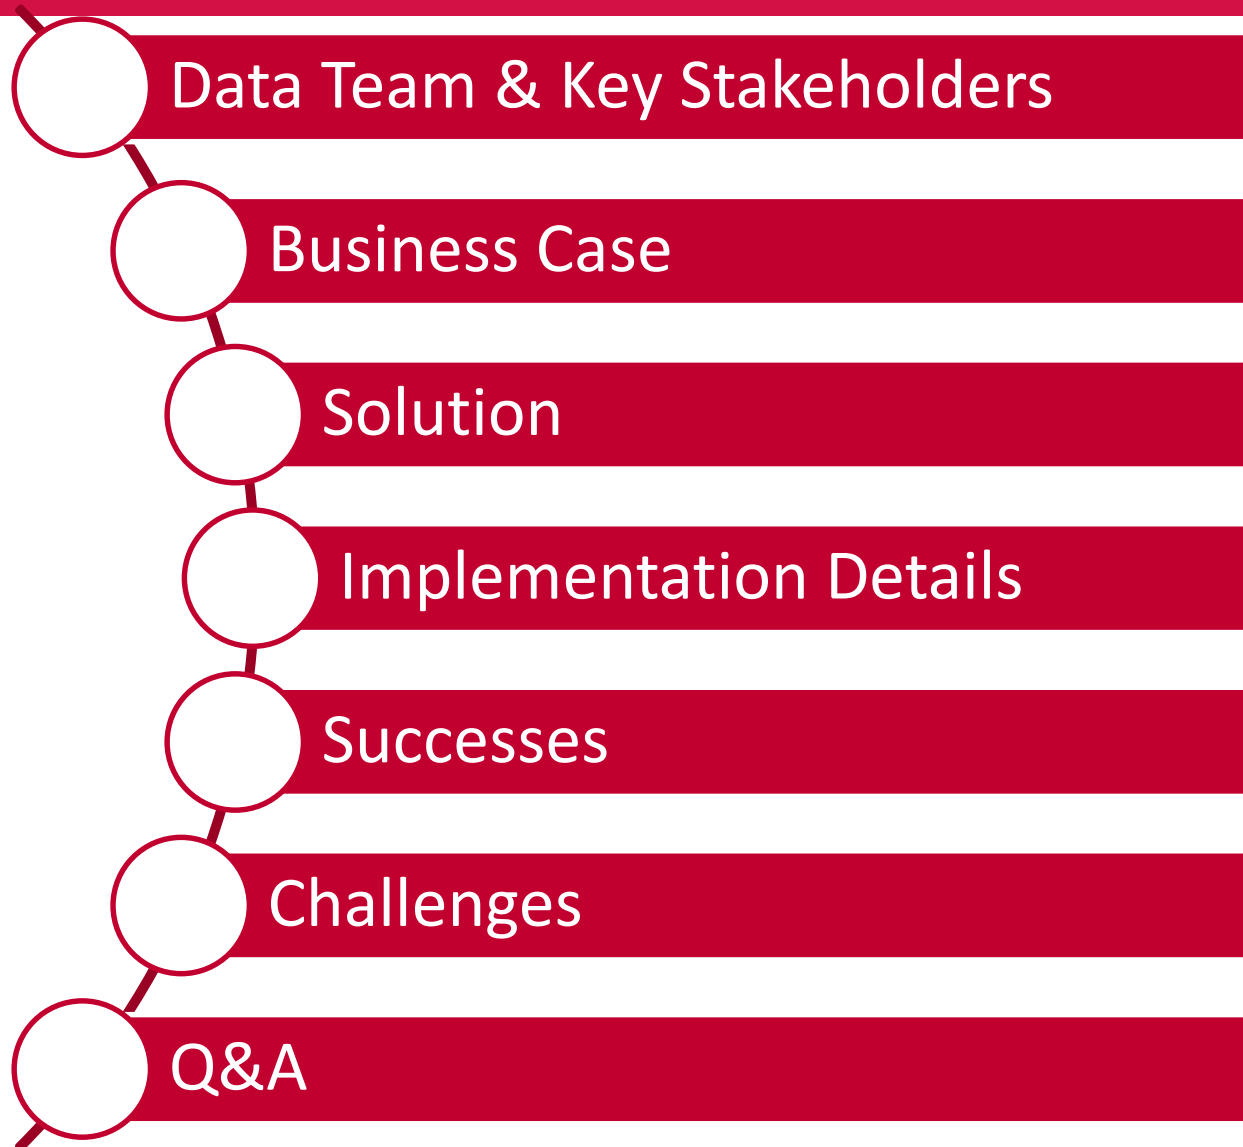 Data Team & Key Stakeholders
Business Case
Solution
Implementation Details
Successes
Challenges
Q&A